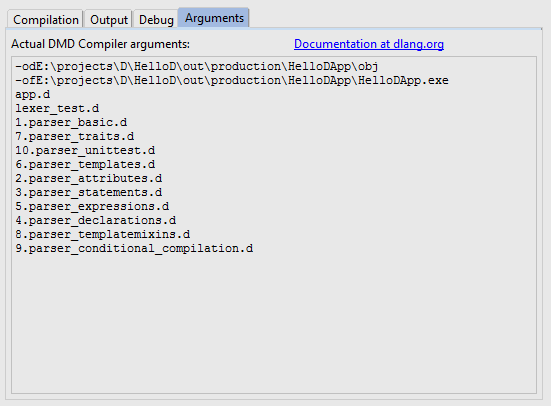 Compilation Output Debug Arguments
Actual DMD Compiler arguments: Documentation at dlang.org
-odE:\projects\D\HelloD\out\production\HelloDApp\obj
-ofE:\projects\D\HelloD\out\production\HelloDApp\HelloDApp.exe
app.d
lexer_test.d
1.parser_basic.d
7.parser_traits.d
10.parser_unittest.d
6.parser_templates.d
2.parser_attributes.d
3.parser_statements.d
5.parser_expressions.d
4.parser_declarations.d
8.parser_templatemixins.d
9.parser_conditional_compilation.d